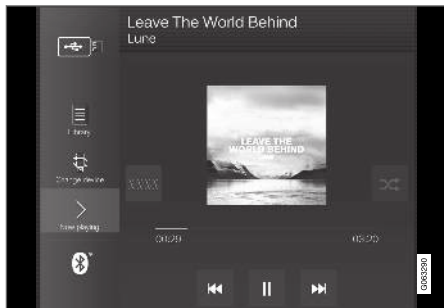 Leave The World Behind
Lune
LEAVE THE
WORLD BEHIND
Library
Change device
XXXX
Now playing
00:29
03:20
G063290